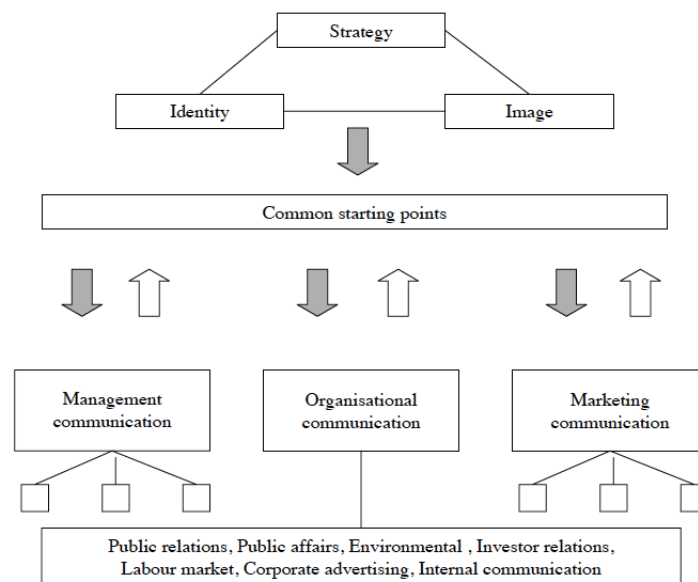 Strategy
Identity
Image
Common starting points
Management
communication
Organisational
communication
Marketing
communication
Public relations, Public affairs, Environmental , Investor relations,
Labour market, Corporate advertising, Internal communication